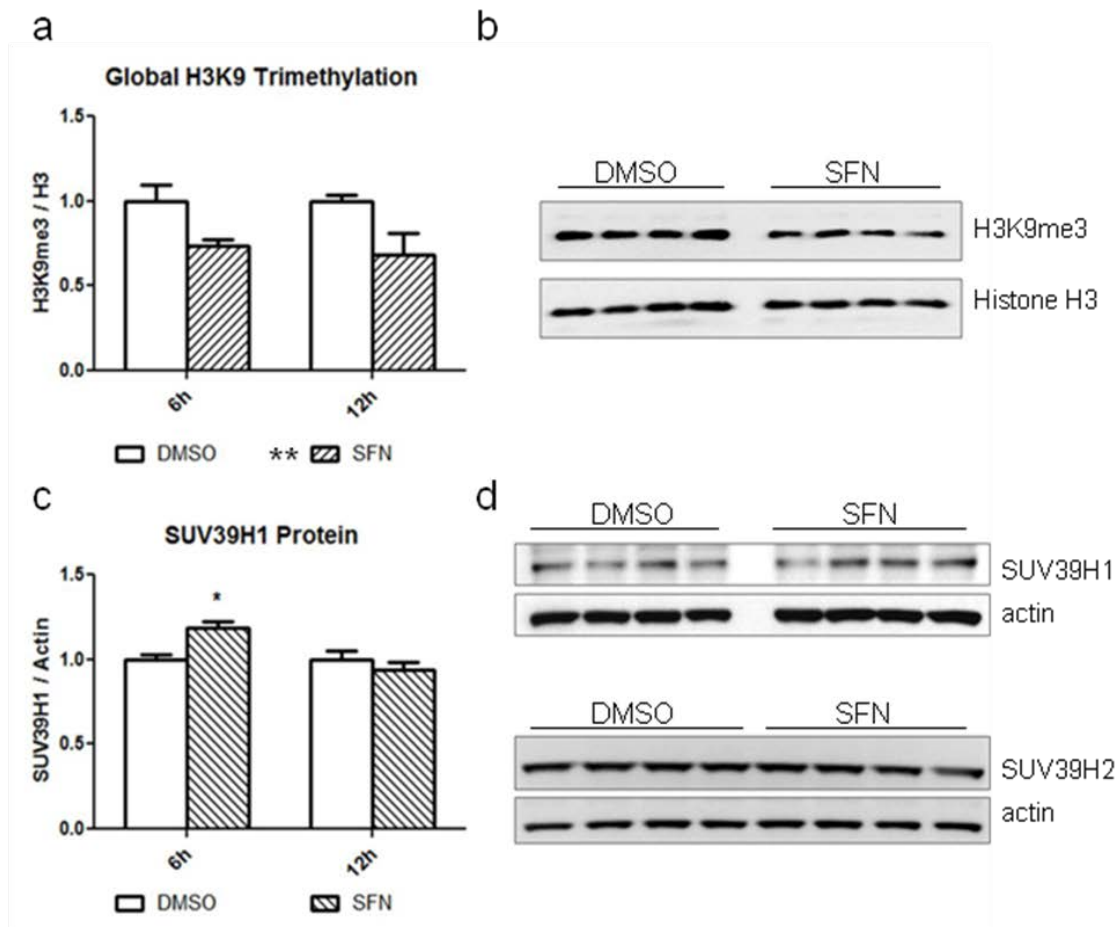 a
Global H3K9 Trimethylation
H3K9me3 / H3
1.5
1.0
0.5
0.0
6h
12h
DMSO
** SFN
b
DMSO SFN
H3K9me3
Histone H3
c
SUV39H1 Protein
SUV39H1 / Actin
1.5
1.0
0.5
0.0
*
6h
12h
DMSO
SFN
d
DMSO SFN
SUV39H1
actin
DMSO SFN
SUV39H2
actin